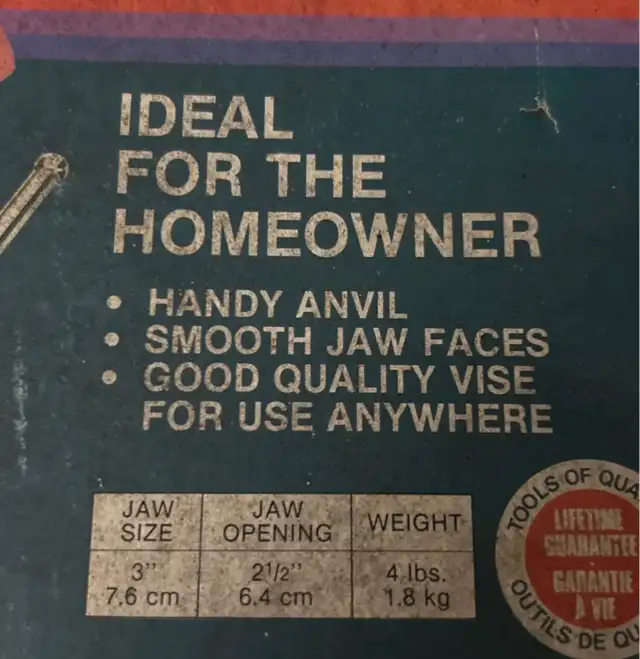 IDEAL
FOR THE
HOMEOWNER
• HANDY ANVIL
• SMOOTH JAW FACES
• GOOD QUALITY VISE
FOR USE ANYWHERE
JAW SIZE JAW OPENING WEIGHT
3" 2 1/2" 4 lbs.
7.6 cm 6.4 cm 1.8 kg
TOOLS OF
LIFETIME
GUARANTEE
GARANTIE
À VIE
OUTILS DE